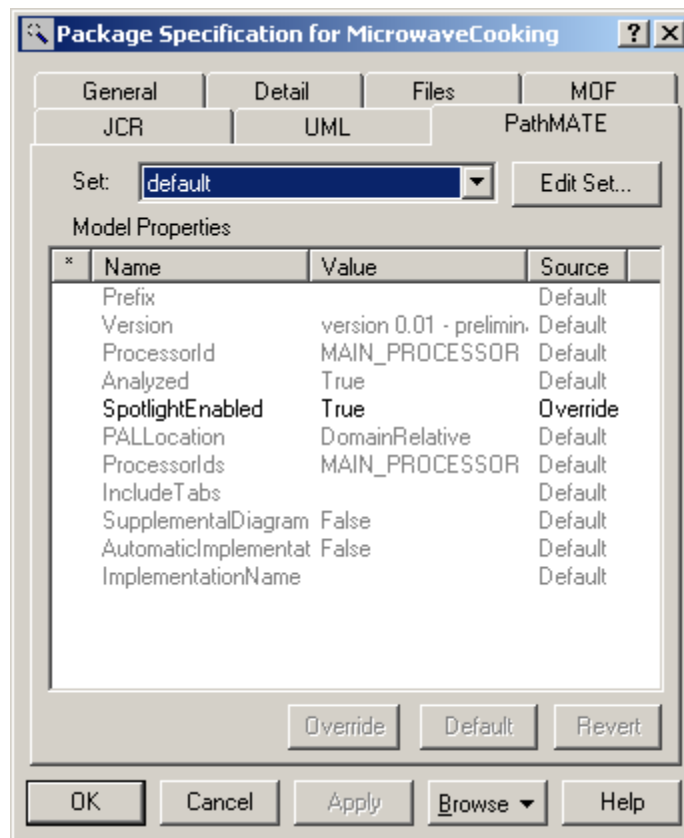 Package Specification for MicrowaveCooking
General Detail Files MOF
JCR UML PathMATE
Set: default Edit Set...
Model Properties
* Name Value Source
Prefix Default
Version version 0.01 - prelimin Default
ProcessorId MAIN_PROCESSOR Default
Analyzed True Default
SpotlightEnabled True Override
PALLocation DomainRelative Default
ProcessorIds MAIN_PROCESSOR Default
IncludeTabs Default
SupplementalDiagram False Default
AutomaticImplementat False Default
ImplementationName Default
Override Default Revert
OK Cancel Apply Browse Help